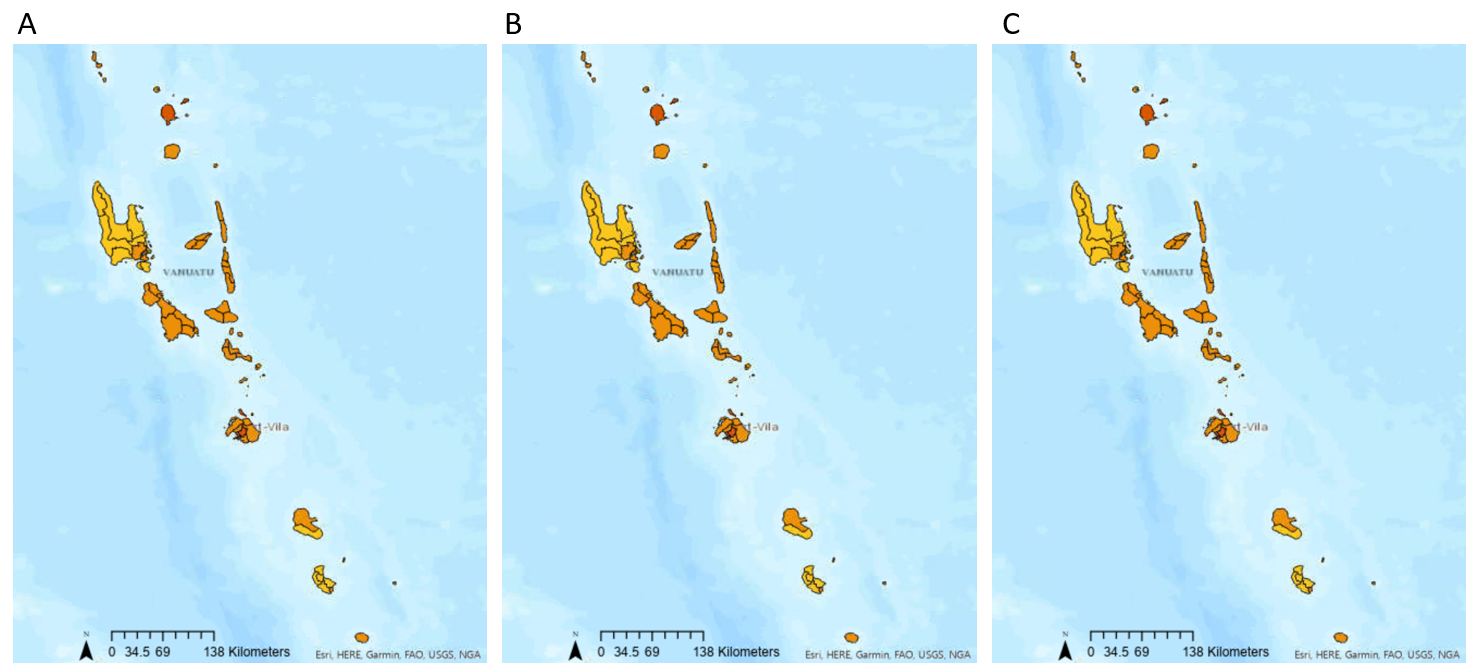 A B C
VANUATU VANUATU VANUATU
t-Vila t-Vila t-Vila
N N N
0 34.5 69 138 Kilometers 0 34.5 69 138 Kilometers 0 34.5 69 138 Kilometers
Esri, HERE, Garmin, FAO, USGS, NGA Esri, HERE, Garmin, FAO, USGS, NGA Esri, HERE, Garmin, FAO, USGS, NGA